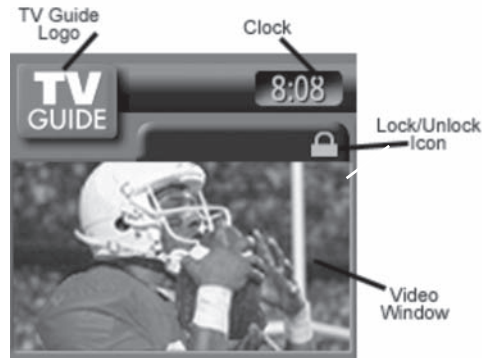 TV Guide
Logo
Clock
TV
GUIDE
8:08
Lock/Unlock
Icon
Video
Window